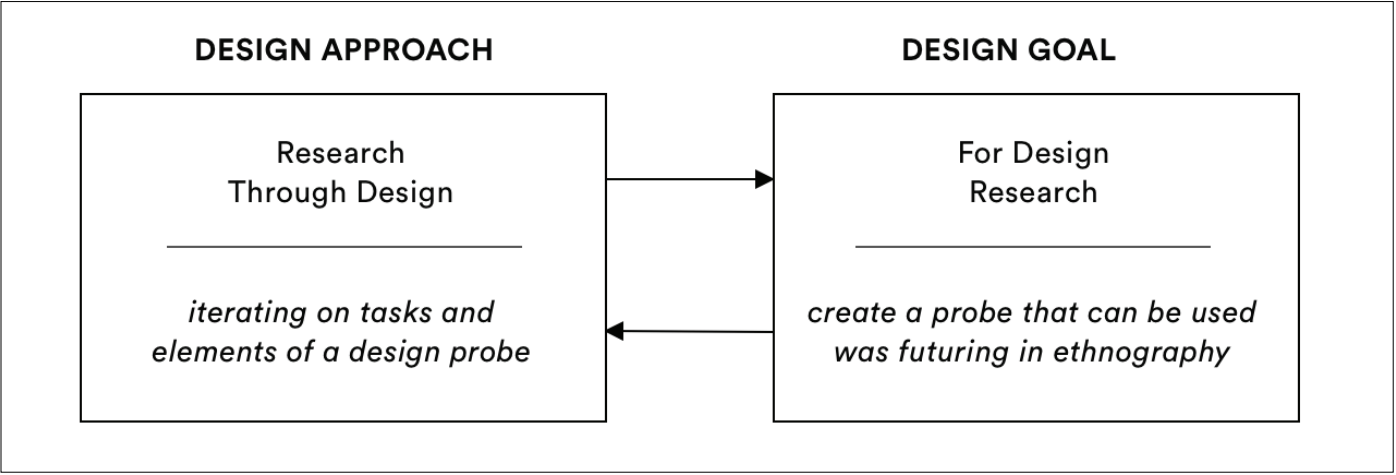 DESIGN APPROACH
DESIGN GOAL
Research
Through Design
iterating on tasks and
elements of a design probe
For Design
Research
create a probe that can be used
was futuring in ethnography